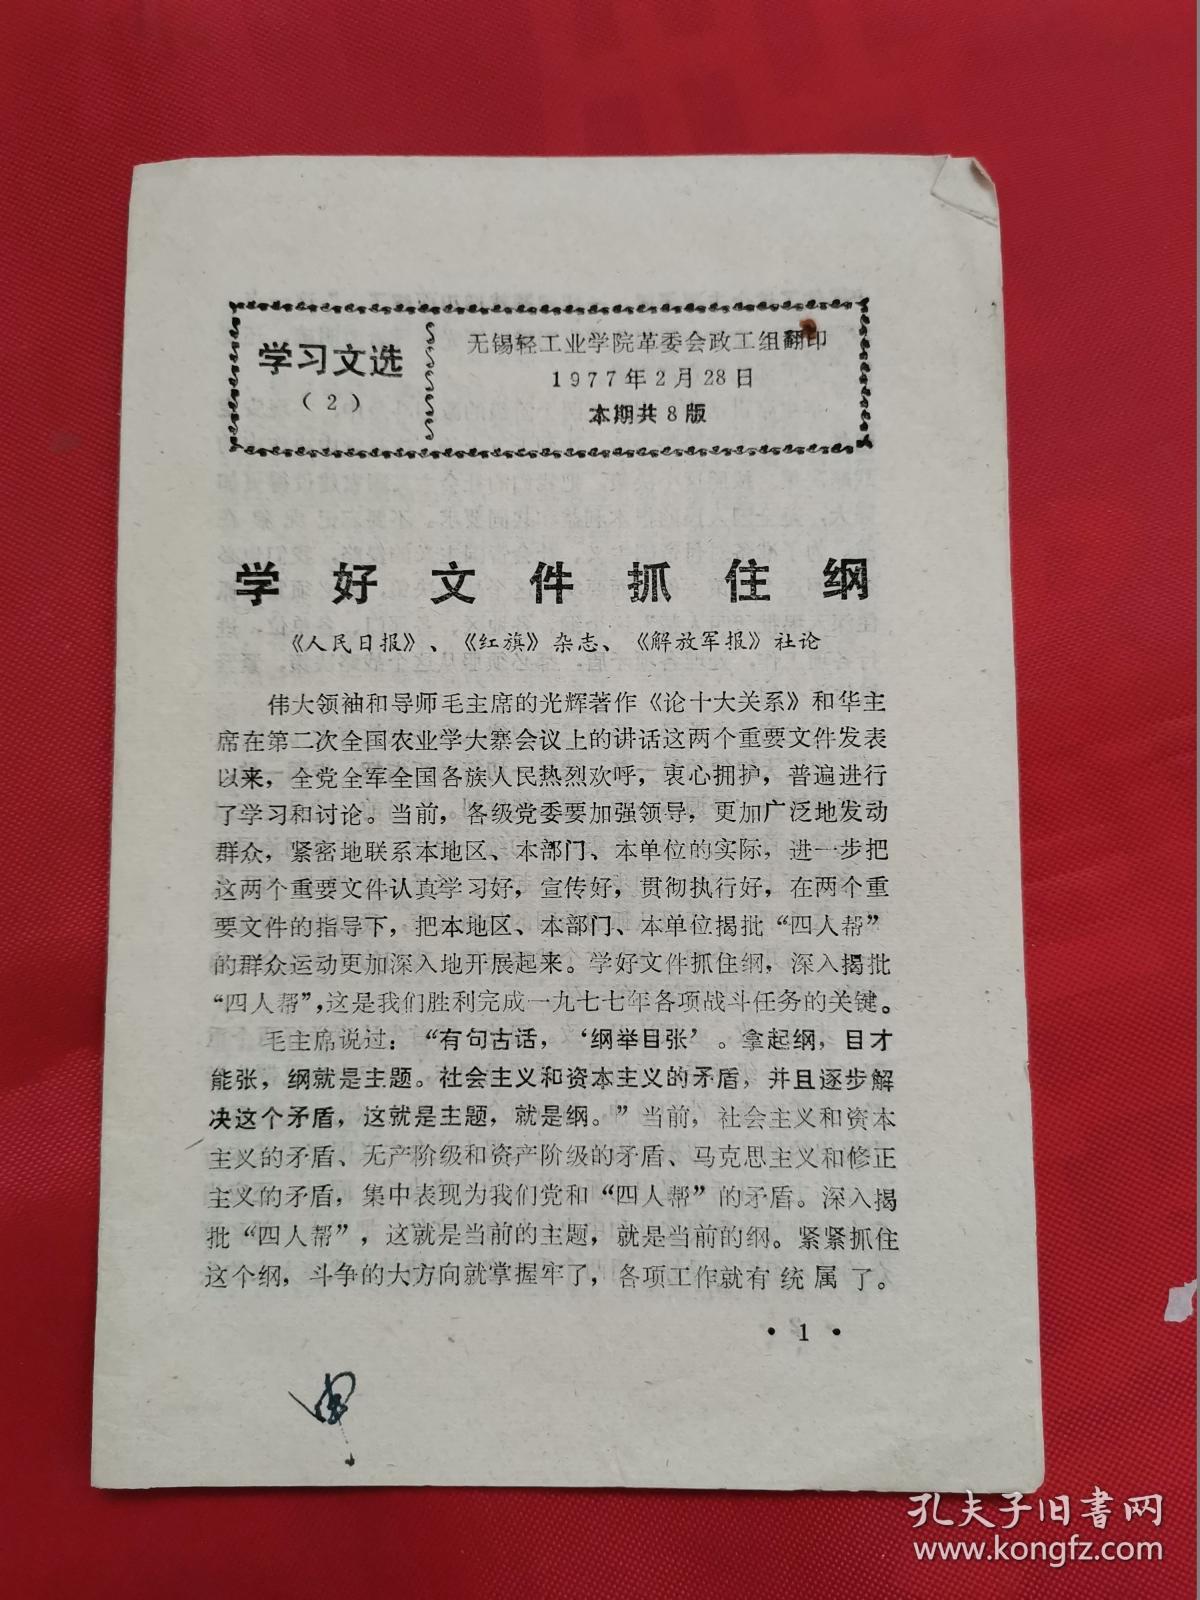 学习文选
（2）
无锡轻工业学院革委会政工组翻印
1977年2月28日
本期共8版
学好文件抓住纲
《人民日报》、《红旗》杂志、《解放军报》社论
伟大领袖和导师毛主席的光辉著作《论十大关系》和华主
席在第二次全国农业学大寨会议上的讲话这两个重要文件发表
以来，全党全军全国各族人民热烈欢呼，衷心拥护，普遍进行
了学习和讨论。当前，各级党委要加强领导，更加广泛地发动
群众，紧密地联系本地区、本部门、本单位的实际，进一步把
这两个重要文件认真学习好，宣传好，贯彻执行好，在两个重
要文件的指导下，把本地区、本部门、本单位揭批“四人帮”
的群众运动更加深入地开展起来。学好文件抓住纲，深入揭批
“四人帮”，这是我们胜利完成一九七七年各项战斗任务的关键。
毛主席说过：“有句古话，‘纲举目张’。拿起纲，目才
能张，纲就是主题。社会主义和资本主义的矛盾，并且逐步解
决这个矛盾，这就是主题，就是纲。”当前，社会主义和资本
主义的矛盾、无产阶级和资产阶级的矛盾、马克思主义和修正
主义的矛盾，集中表现为我们党和“四人帮”的矛盾。深入揭
批“四人帮”，这就是当前的主题，就是当前的纲。紧紧抓住
这个纲，斗争的大方向就掌握牢了，各项工作就有统属了。
• 1 •
孔夫子旧书网
www.kongfz.com